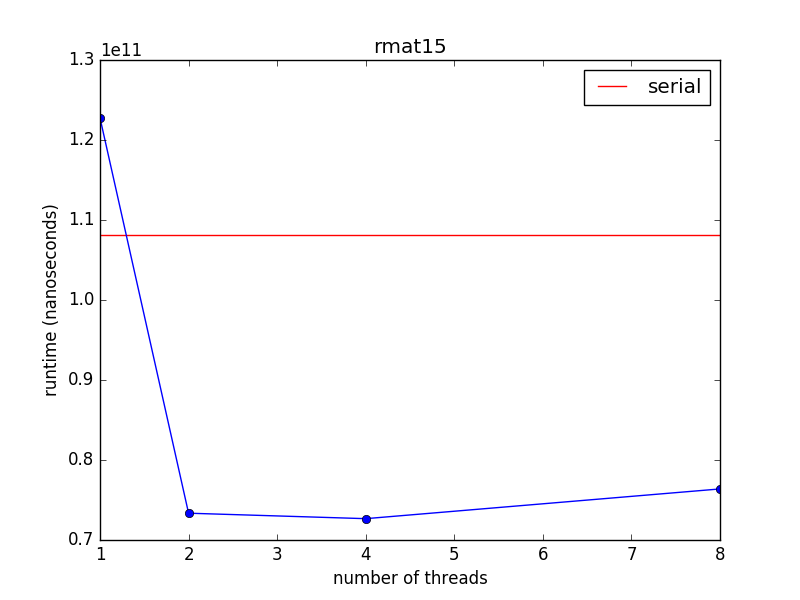 rmat15
1e11
serial
1.3
1.2
1.1
1.0
0.9
0.8
0.7
runtime (nanoseconds)
1 2 3 4 5 6 7 8
number of threads